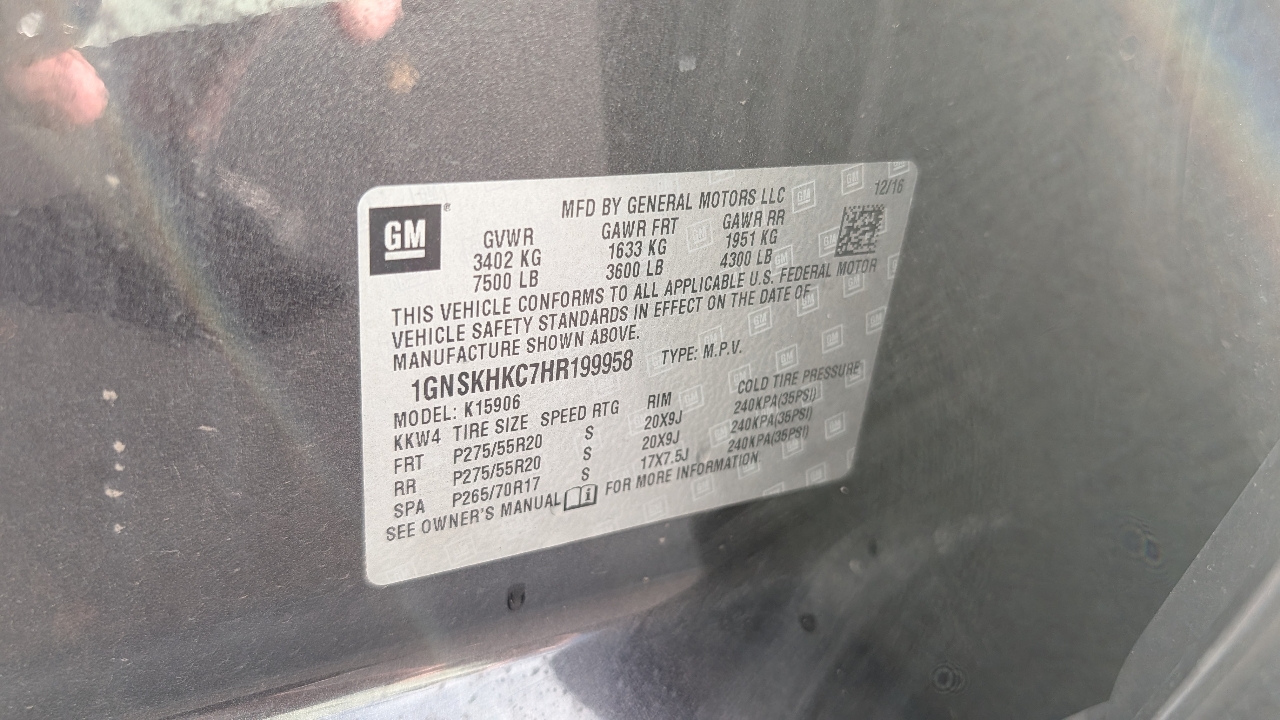 GM®
12/16
MFD BY GENERAL MOTORS LLC
GVWR GAWR FRT GAWR RR
3402 KG 1633 KG 1951 KG
7500 LB 3600 LB 4300 LB
THIS VEHICLE CONFORMS TO ALL APPLICABLE U.S. FEDERAL MOTOR
VEHICLE SAFETY STANDARDS IN EFFECT ON THE DATE OF
MANUFACTURE SHOWN ABOVE.
1GNSKHKC7HR199958 TYPE: M.P.V.
MODEL: K15906
KKW4 TIRE SIZE SPEED RTG RIM COLD TIRE PRESSURE
FRT P275/55R20 S 20X9J 240KPA(35PSI)
RR P275/55R20 S 20X9J 240KPA(35PSI)
SPA P265/70R17 S 17X7.5J 240KPA(35PSI)
SEE OWNER'S MANUAL FOR MORE INFORMATION